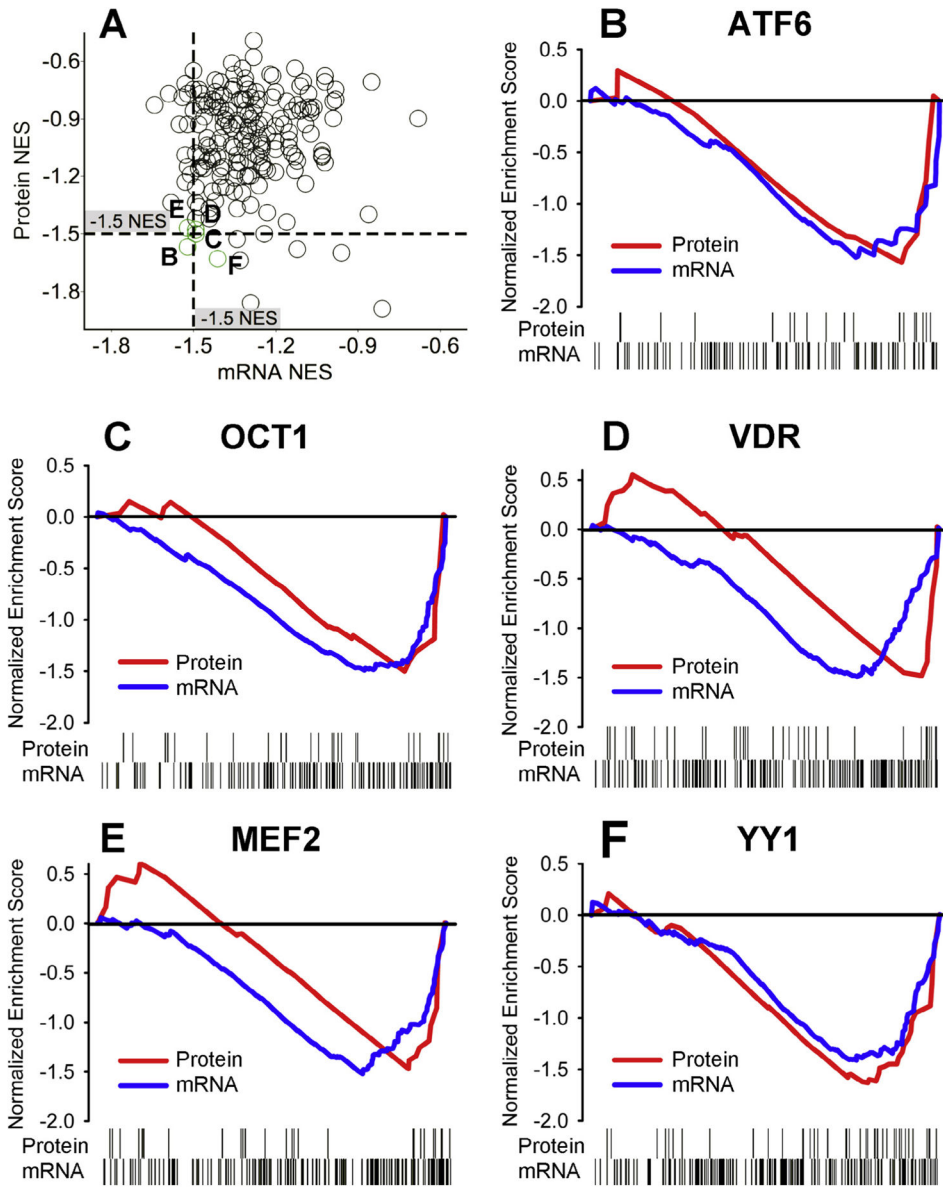 A
Protein NES
-0.6
-0.9
-1.2
-1.5
-1.8
-1.5 NES
E
D
C
B
F
-1.5 NES
-1.8
-1.5
-1.2
-0.9
-0.6
mRNA NES
B
ATF6
Normalized Enrichment Score
0.5
0.0
-0.5
-1.0
-1.5
-2.0
Protein
mRNA
Protein
mRNA
C
OCT1
Normalized Enrichment Score
0.5
0.0
-0.5
-1.0
-1.5
-2.0
Protein
mRNA
Protein
mRNA
D
VDR
Normalized Enrichment Score
0.5
0.0
-0.5
-1.0
-1.5
-2.0
Protein
mRNA
Protein
mRNA
E
MEF2
Normalized Enrichment Score
0.5
0.0
-0.5
-1.0
-1.5
-2.0
Protein
mRNA
Protein
mRNA
F
YY1
Normalized Enrichment Score
0.5
0.0
-0.5
-1.0
-1.5
-2.0
Protein
mRNA
Protein
mRNA